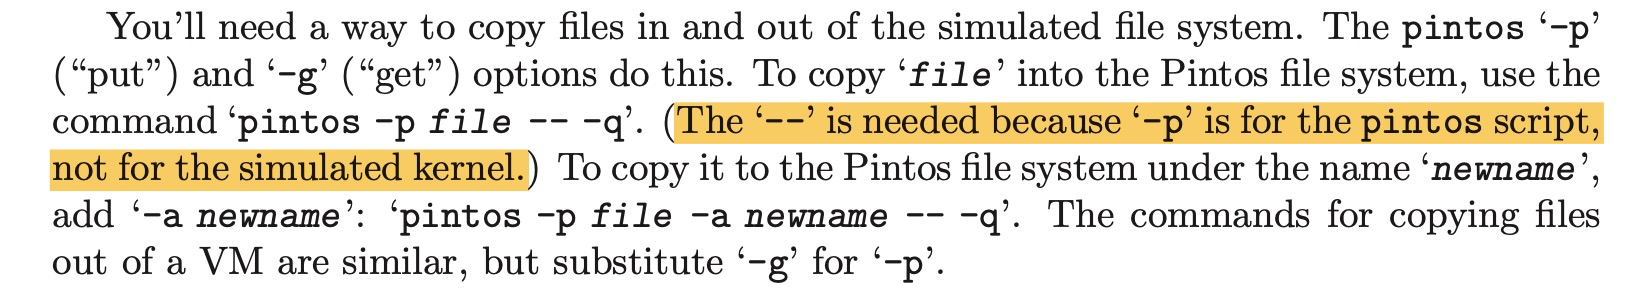 You’ll need a way to copy files in and out of the simulated file system. The pintos ‘-p’
(“put”) and ‘-g’ (“get”) options do this. To copy ‘file’ into the Pintos file system, use the
command ‘pintos -p file -- -q’. (The ‘--’ is needed because ‘-p’ is for the pintos script,
not for the simulated kernel.) To copy it to the Pintos file system under the name ‘newname’,
add ‘-a newname’: ‘pintos -p file -a newname -- -q’. The commands for copying files
out of a VM are similar, but substitute ‘-g’ for ‘-p’.